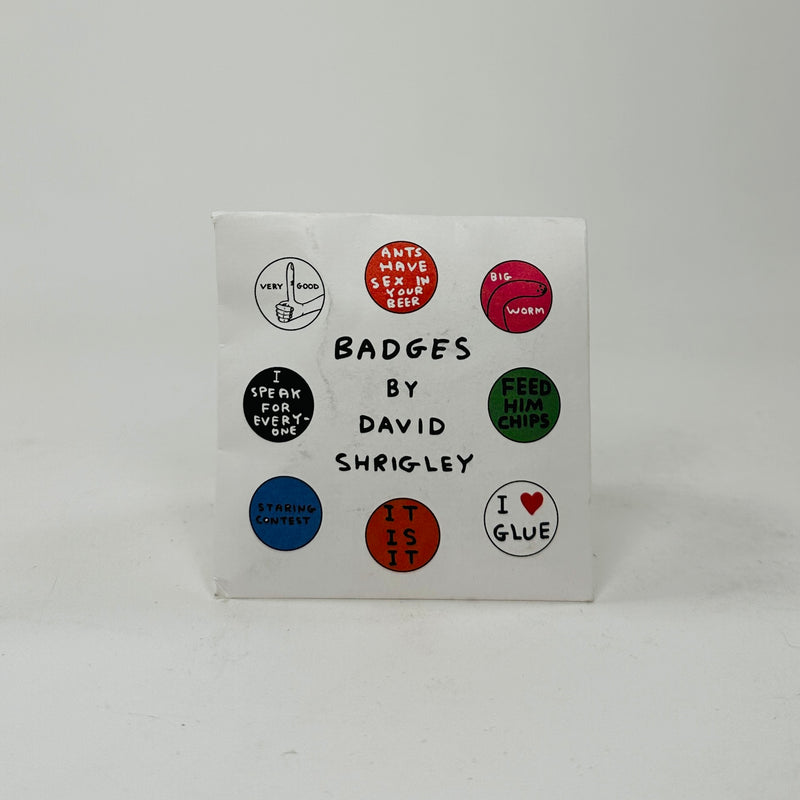 VERY GOOD
ANTS
HAVE
SEX IN
YOUR
BEER
BIG
WORM
BADGES
BY
DAVID
SHRIGLEY
I
SPEAK
FOR
EVERY-
ONE
FEED
HIM
CHIPS
STARING
CONTEST
IT
IS
IT
I ♥
GLUE